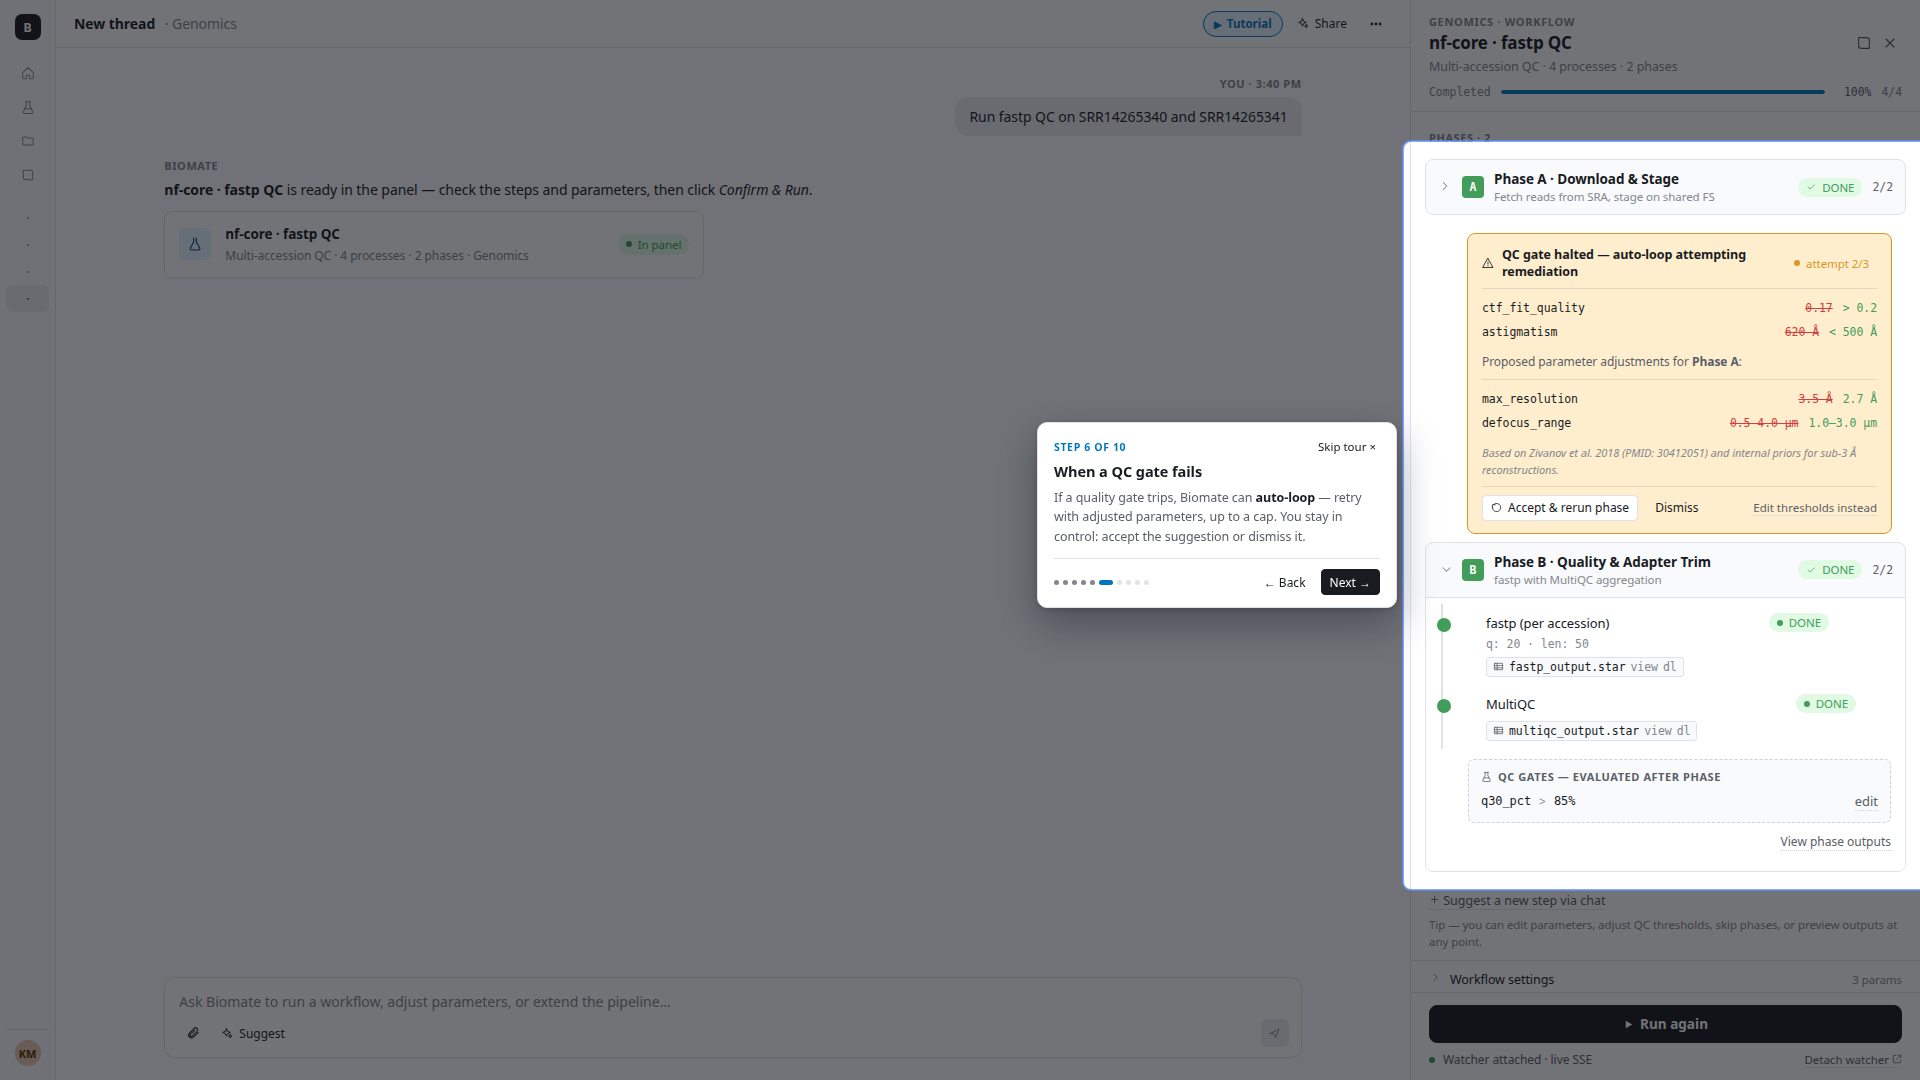 B
New thread · Genomics
▶ Tutorial
Share
YOU · 3:40 PM
Run fastp QC on SRR14265340 and SRR14265341
BIOMATE
nf-core · fastp QC is ready in the panel — check the steps and parameters, then click Confirm & Run.
nf-core · fastp QC
Multi-accession QC · 4 processes · 2 phases · Genomics
In panel
STEP 6 OF 10
Skip tour ×
When a QC gate fails
If a quality gate trips, Biomate can auto-loop — retry
with adjusted parameters, up to a cap. You stay in
control: accept the suggestion or dismiss it.
← Back
Next →
Ask Biomate to run a workflow, adjust parameters, or extend the pipeline...
Suggest
KM
GENOMICS · WORKFLOW
nf-core · fastp QC
Multi-accession QC · 4 processes · 2 phases
Completed 100% 4/4
PHASES · 2
A
Phase A · Download & Stage
Fetch reads from SRA, stage on shared FS
DONE 2/2
QC gate halted — auto-loop attempting
remediation
attempt 2/3
ctf_fit_quality 0.17 > 0.2
astigmatism 620 Å < 500 Å
Proposed parameter adjustments for Phase A:
max_resolution 3.5 Å 2.7 Å
defocus_range 0.5–4.0 µm 1.0–3.0 µm
Based on Zivanov et al. 2018 (PMID: 30412051) and internal priors for sub-3 Å
reconstructions.
Accept & rerun phase
Dismiss
Edit thresholds instead
B
Phase B · Quality & Adapter Trim
fastp with MultiQC aggregation
DONE 2/2
fastp (per accession)
DONE
q: 20 · len: 50
fastp_output.star view dl
MultiQC
DONE
multiqc_output.star view dl
QC GATES — EVALUATED AFTER PHASE
q30_pct > 85%
edit
View phase outputs
+ Suggest a new step via chat
Tip — you can edit parameters, adjust QC thresholds, skip phases, or preview outputs at
any point.
Workflow settings
3 params
▶ Run again
Watcher attached · live SSE
Detach watcher